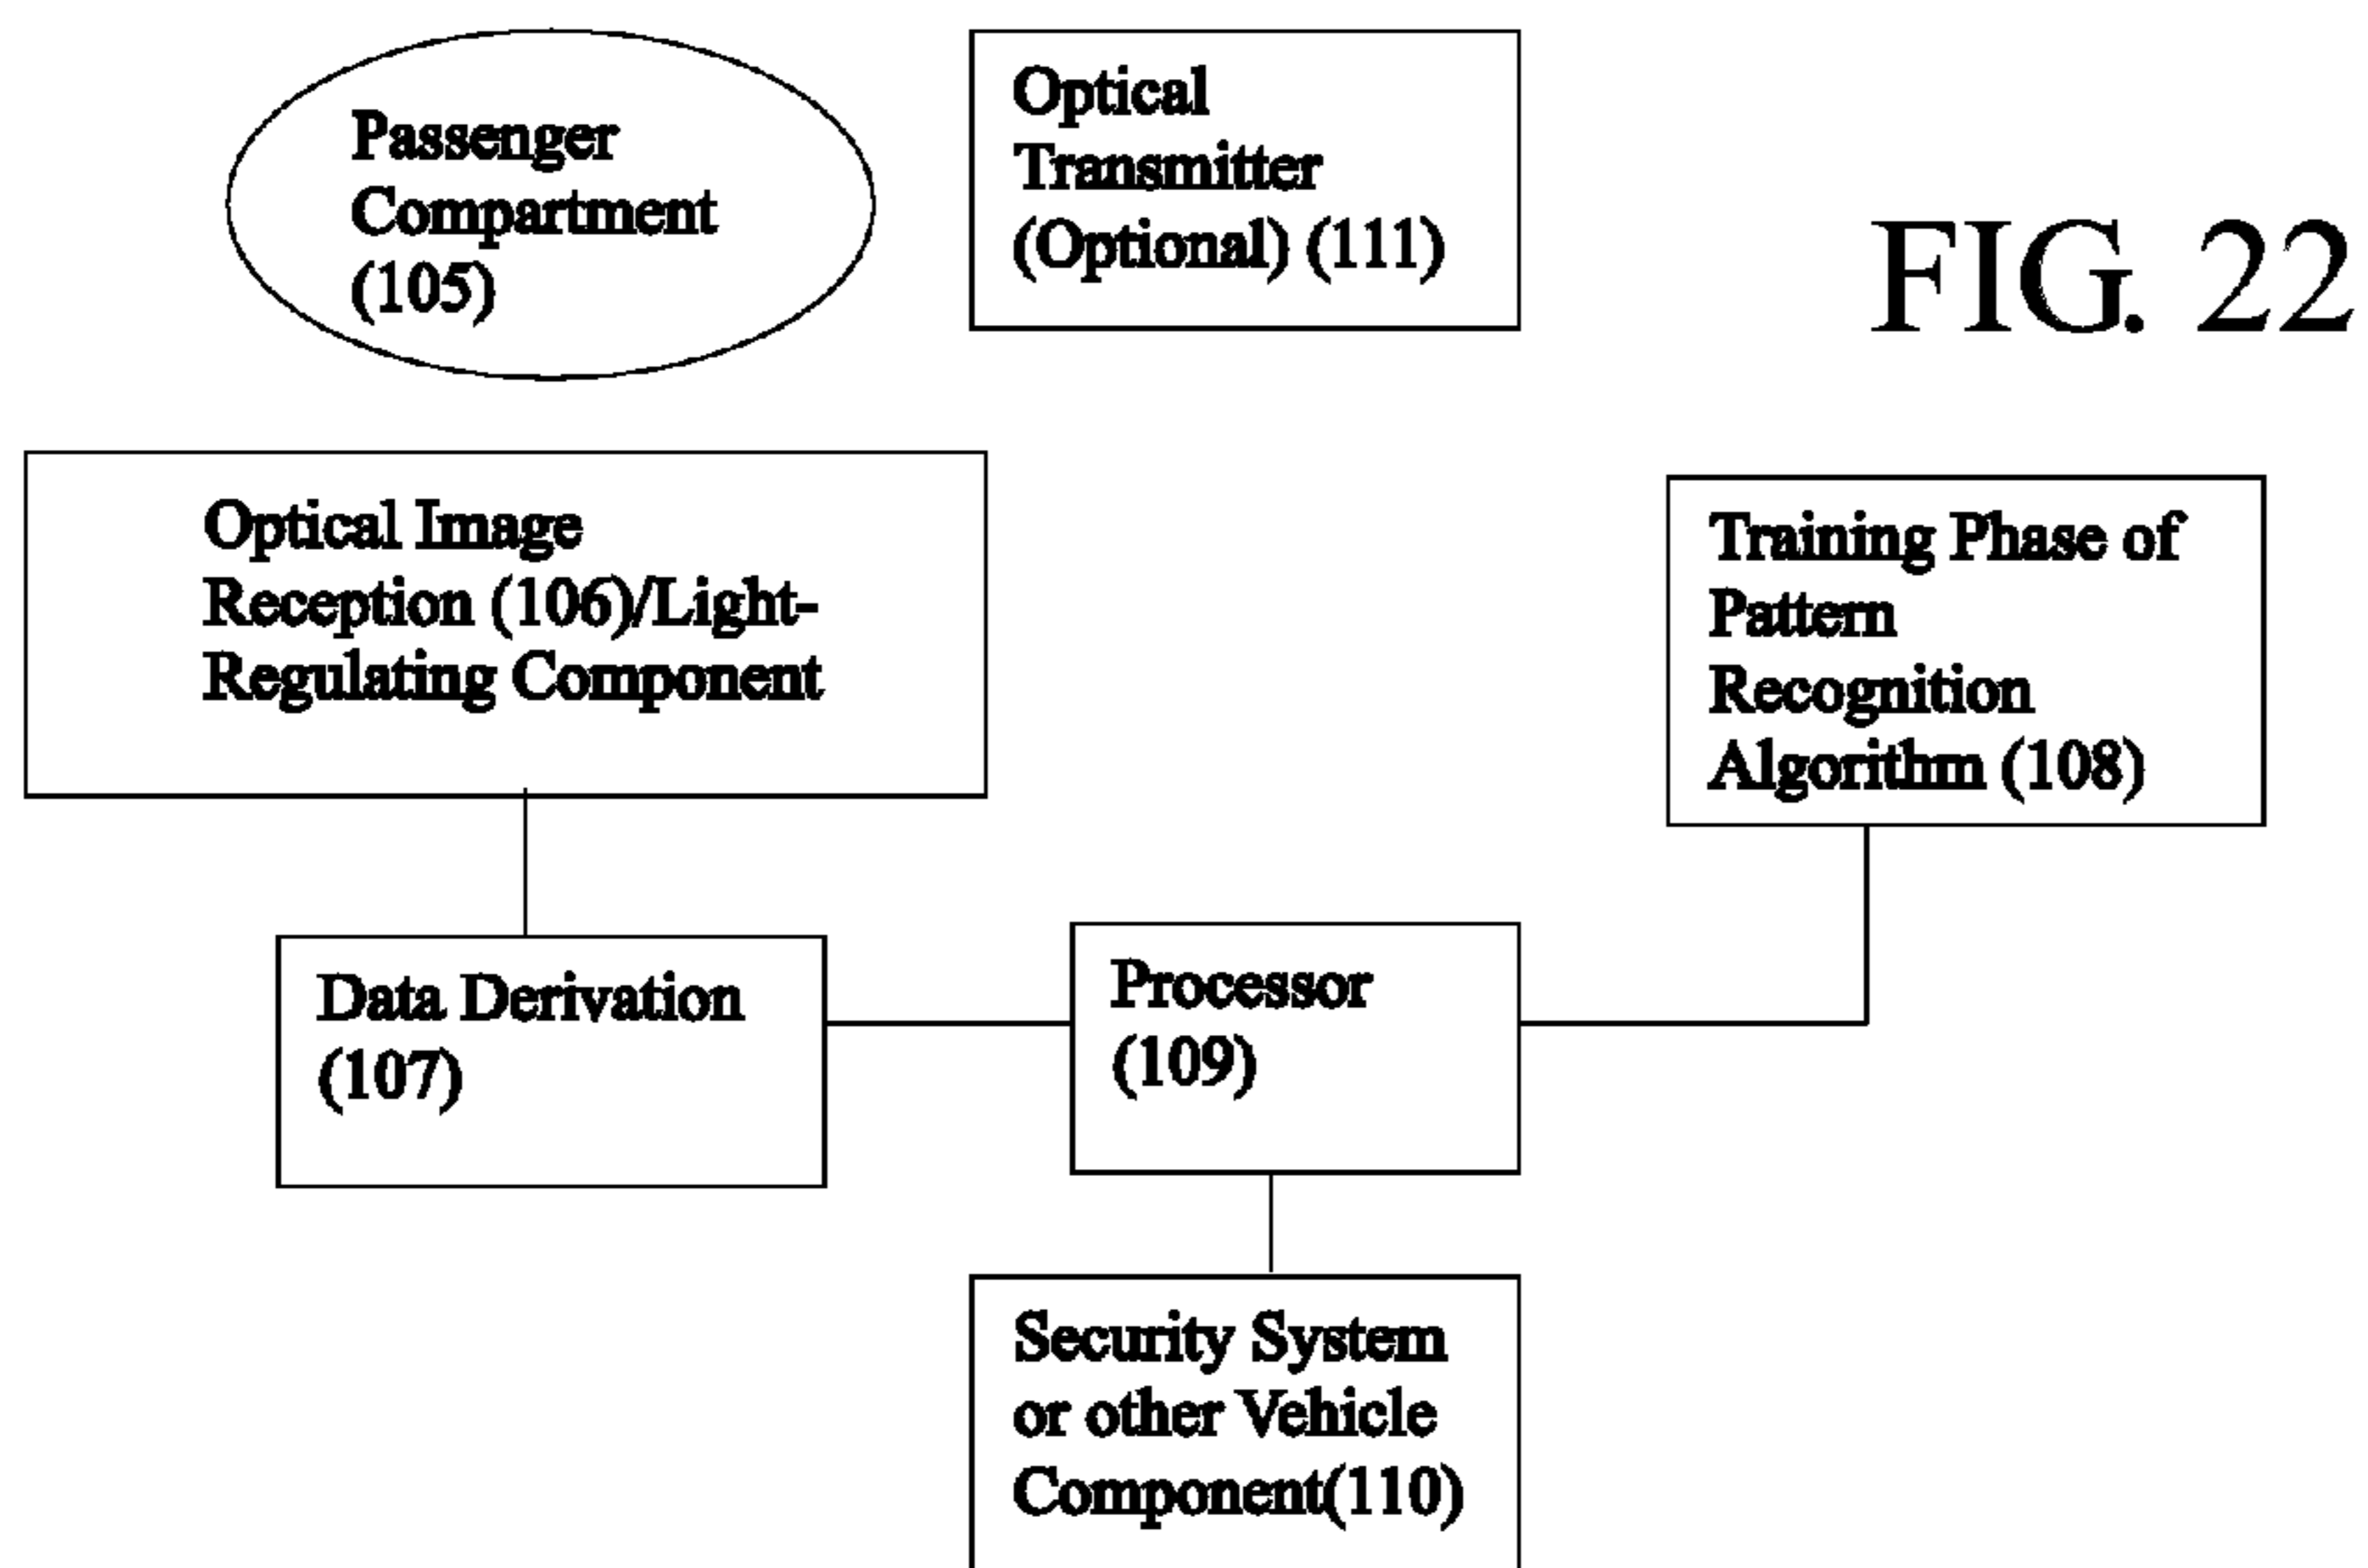 Passenger
Compartment
(105)
Optical
Transmitter
(Optional) (111)
FIG. 22
Optical Image
Reception (106)/Light-
Regulating Component
Training Phase of
Pattern
Recognition
Algorithm (108)
Data Derivation
(107)
Processor
(109)
Security System
or other Vehicle
Component(110)